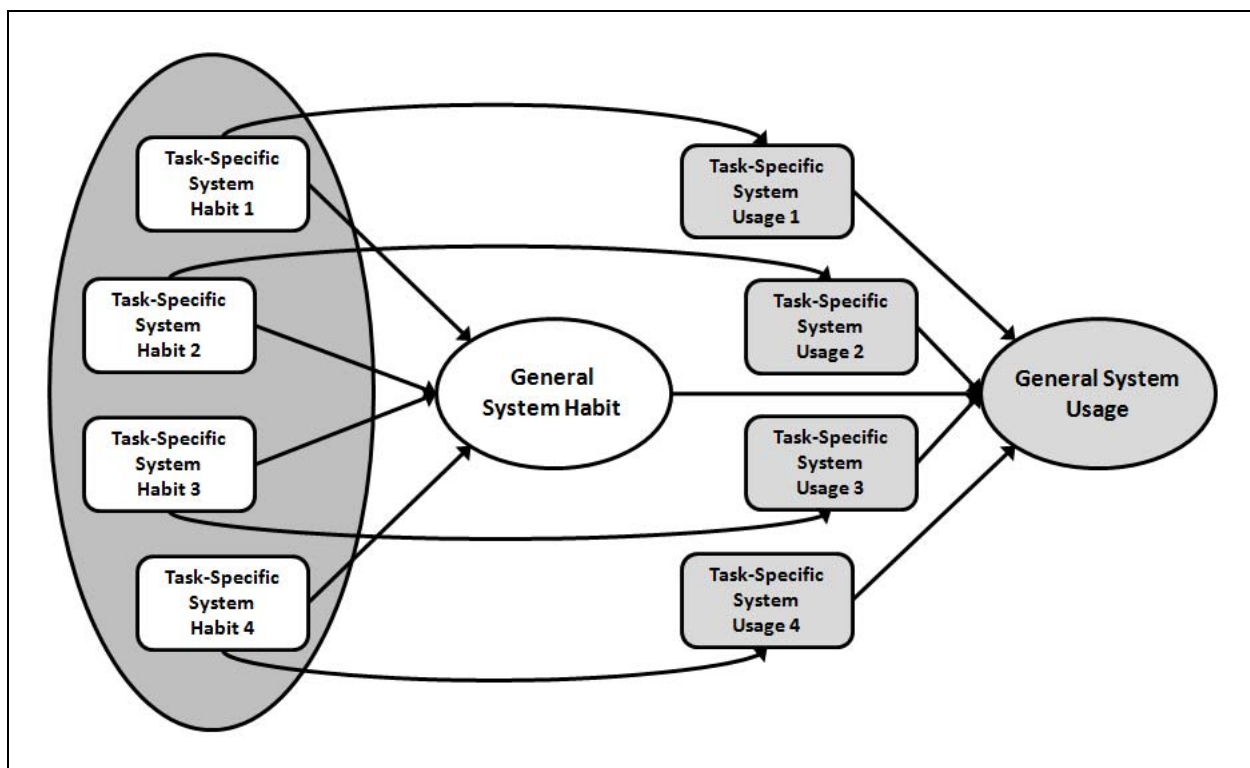 Task-Specific
System
Habit 1
Task-Specific
System
Usage 1
Task-Specific
System
Habit 2
Task-Specific
System
Usage 2
General
System Habit
General System
Usage
Task-Specific
System
Habit 3
Task-Specific
System
Usage 3
Task-Specific
System
Habit 4
Task-Specific
System
Usage 4